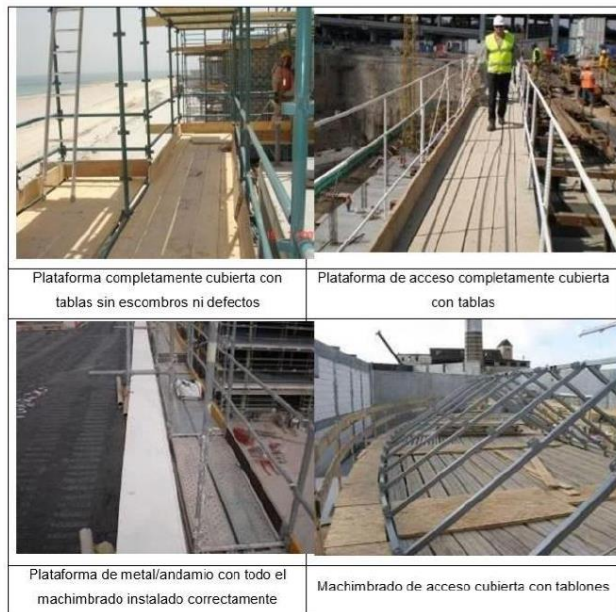 Plataforma completamente cubierta con
tablas sin escombros ni defectos
Plataforma de acceso completamente cubierta
con tablas
Plataforma de metal/andamio con todo el
machimbrado instalado correctamente
Machimbrado de acceso cubierta con tablones